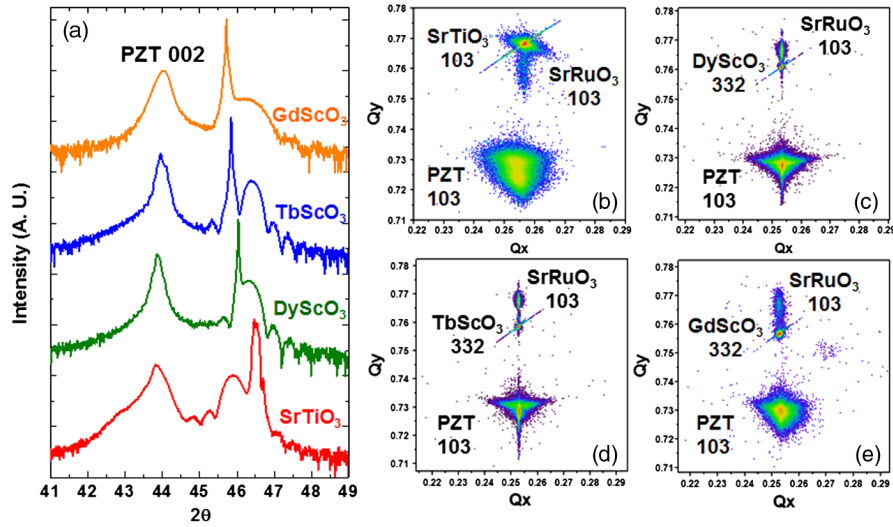 (a)
PZT 002
GdScO3
TbScO3
DyScO3
SrTiO3
Intensity (A. U.)
41 42 43 44 45 46 47 48 49
2θ
0.78
0.77
0.76
0.75
0.74
0.73
0.72
0.71
Qy
SrTiO3
103
SrRuO3
103
PZT
103
(b)
0.22 0.23 0.24 0.25 0.26 0.27 0.28 0.29
Qx
0.78
0.77
0.76
0.75
0.74
0.73
0.72
0.71
Qy
SrRuO3
103
DyScO3
332
PZT
103
(c)
0.22 0.23 0.24 0.25 0.26 0.27 0.28 0.29
Qx
0.78
0.77
0.76
0.75
0.74
0.73
0.72
0.71
Qy
SrRuO3
103
TbScO3
332
PZT
103
(d)
0.22 0.23 0.24 0.25 0.26 0.27 0.28 0.29
Qx
0.78
0.77
0.76
0.75
0.74
0.73
0.72
0.71
Qy
SrRuO3
103
GdScO3
332
PZT
103
(e)
0.22 0.23 0.24 0.25 0.26 0.27 0.28 0.29
Qx